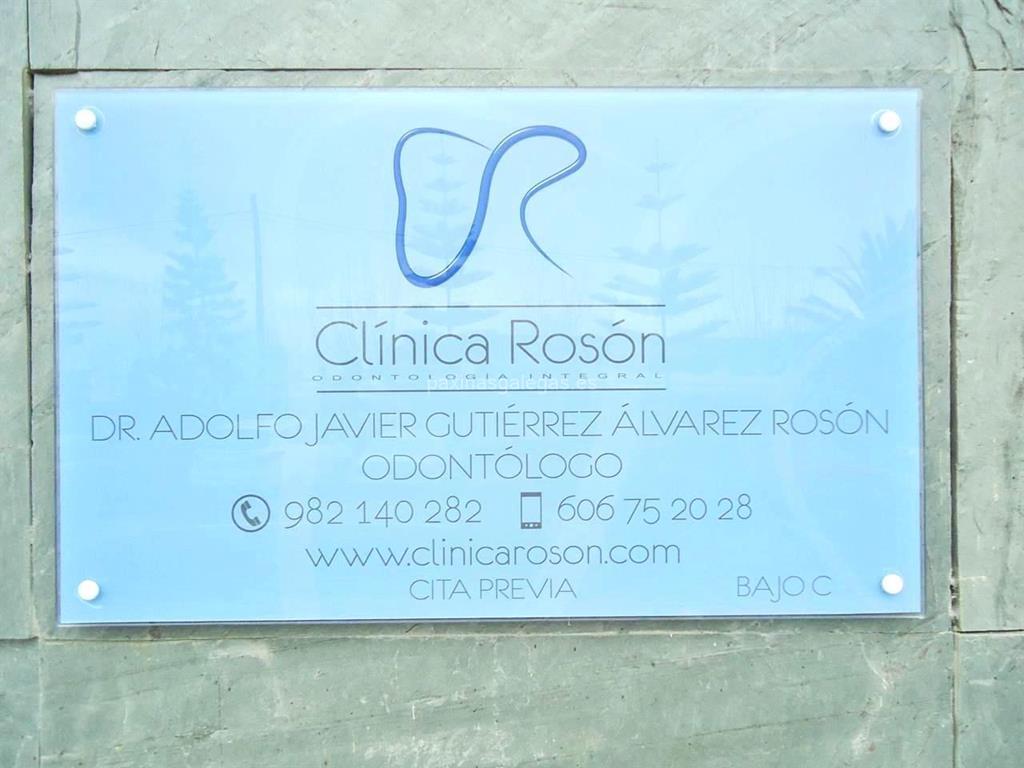 Clínica Rosón
ODONTOLOGÍA INTEGRAL
paxinasgalegas.es
DR. ADOLFO JAVIER GUTIÉRREZ ÁLVAREZ ROSÓN
ODONTÓLOGO
982 140 282 606 75 20 28
www.clinicaroson.com
CITA PREVIA BAJO C